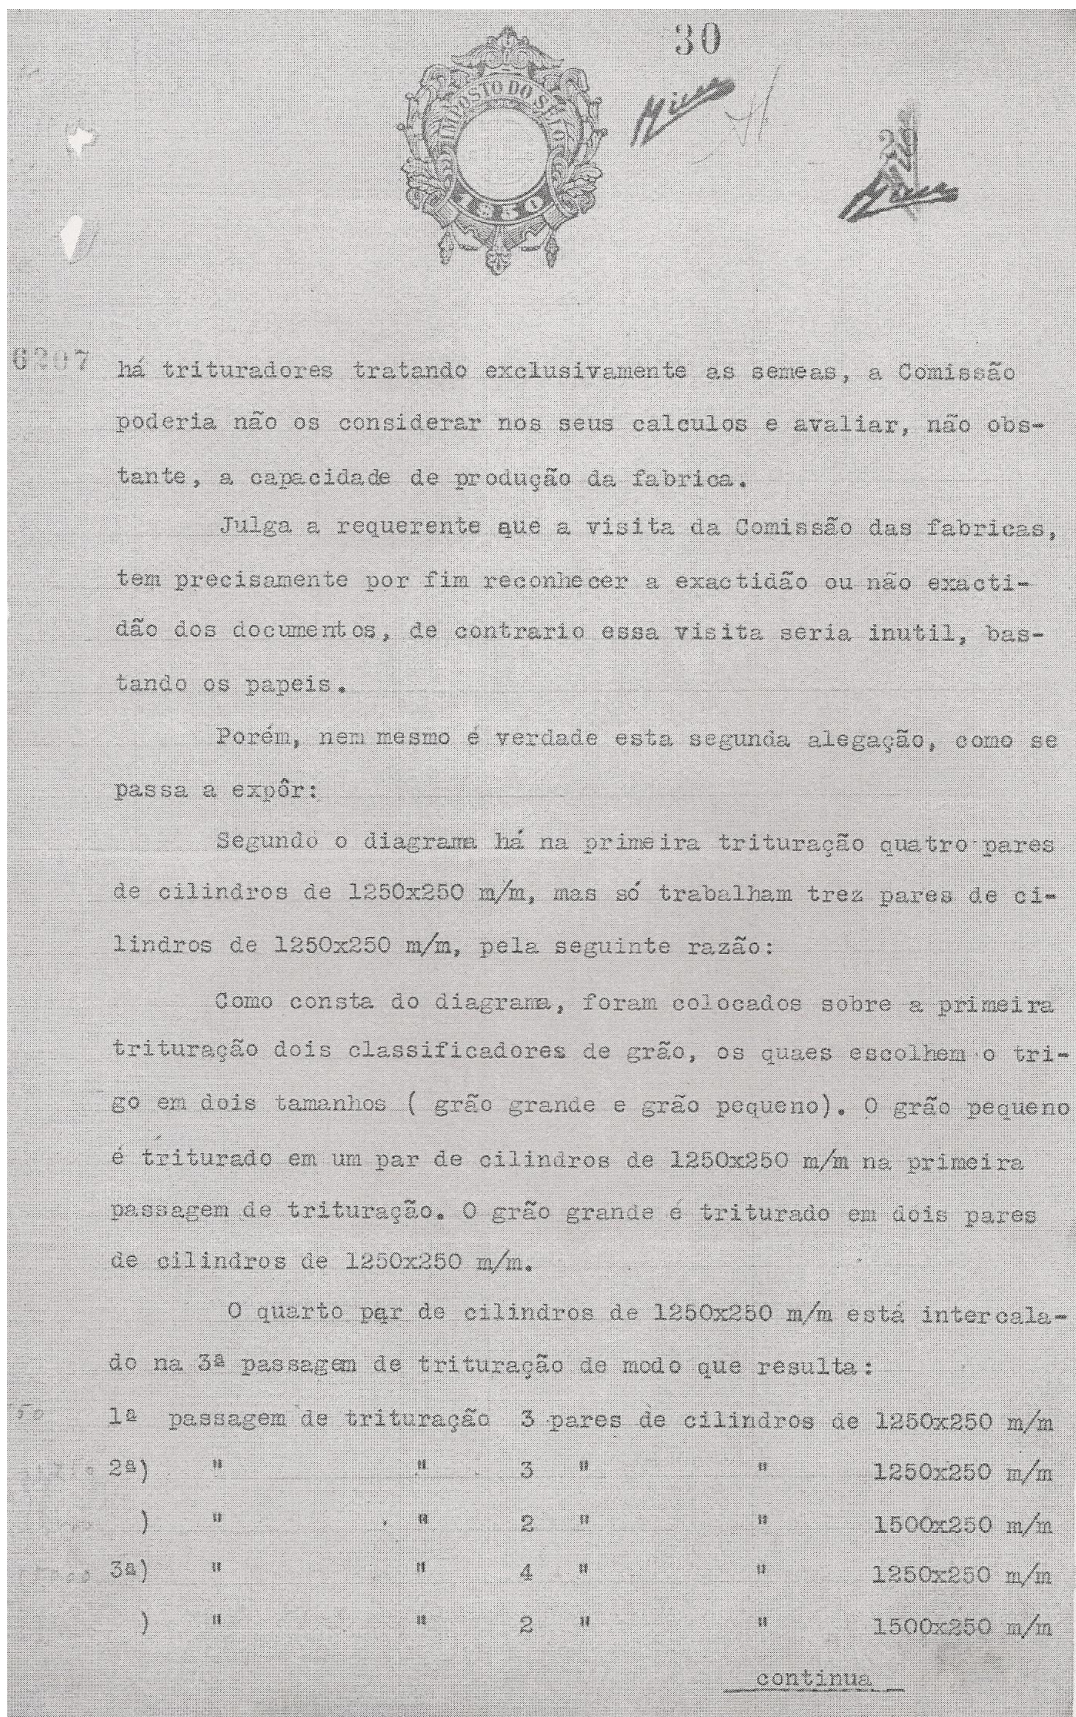 30
IMPOSTO DO SELO
6207
há trituradores tratando exclusivamente as semeas, a Comissão
poderia não os considerar nos seus calculos e avaliar, não obs-
tante, a capacidade de produção da fabrica.
Julga a requerente que a visita da Comissão das fabricas,
tem precisamente por fim reconhecer a exactidão ou não exacti-
dão dos documentos, de contrario essa visita seria inutil, bas-
tando os papeis.
Porém, nem mesmo é verdade esta segunda alegação, como se
passa a expôr:
Segundo o diagrama há na primeira trituração quatro pares
de cilindros de 1250x250 m/m, mas só trabalham trez pares de ci-
lindros de 1250x250 m/m, pela seguinte razão:
Como consta do diagrama, foram colocados sobre a primeira
trituração dois classificadores de grão, os quaes escolhem o tri-
go em dois tamanhos ( grão grande e grão pequeno). O grão pequeno
é triturado em um par de cilindros de 1250x250 m/m na primeira
passagem de trituração. O grão grande é triturado em dois pares
de cilindros de 1250x250 m/m.
O quarto par de cilindros de 1250x250 m/m está intercala-
do na 3ª passagem de trituração de modo que resulta:
1ª passagem de trituração 3 pares de cilindros de 1250x250 m/m
2ª) " " 3 " " 1250x250 m/m
) " " 2 " " 1500x250 m/m
3ª) " " 4 " " 1250x250 m/m
) " " 2 " " 1500x250 m/m
continua